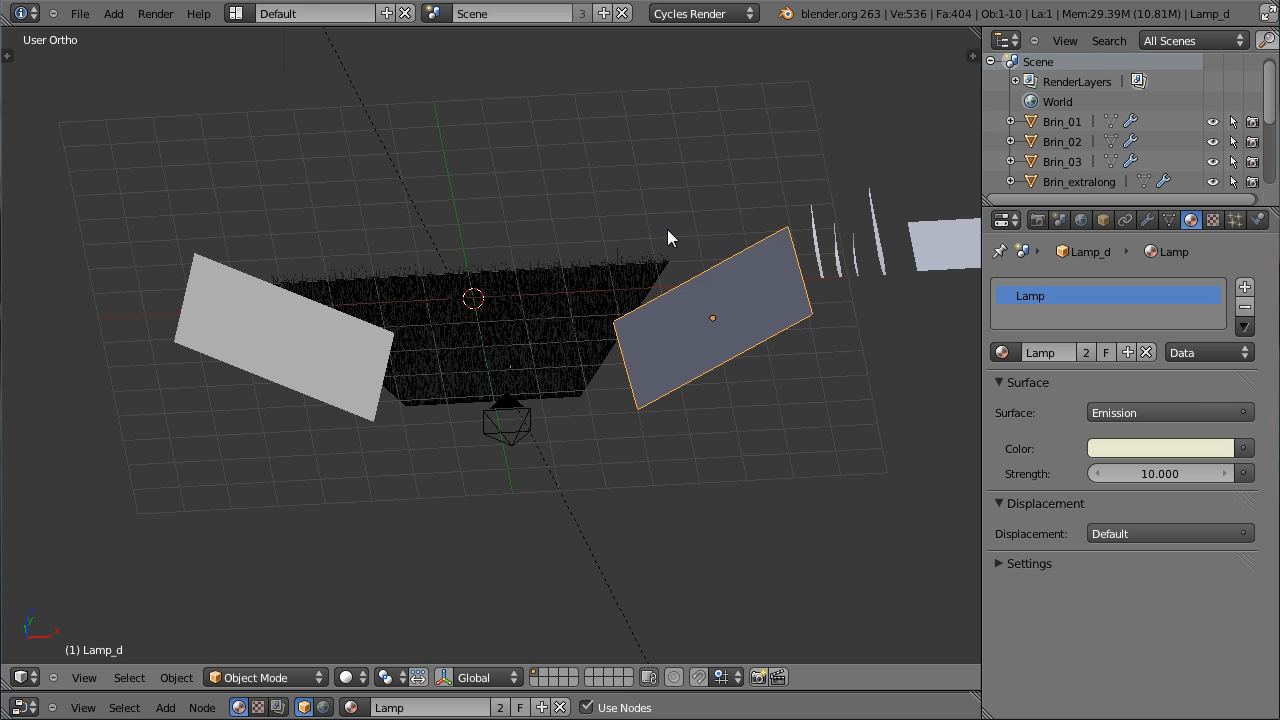 File Add Render Help Default Scene 3 Cycles Render blender.org 263 | Ve:536 | Fa:404 | Ob:1-10 | La:1 | Mem:29.39M (10.81M) | Lamp_d
User Ortho
View Search All Scenes
Scene
RenderLayers
World
Brin_01
Brin_02
Brin_03
Brin_extralong
Lamp_d Lamp
Lamp
Lamp 2 F Data
Surface
Surface: Emission
Color:
Strength: 10.000
Displacement
Displacement: Default
Settings
z
y
x
(1) Lamp_d
View Select Object Object Mode Global
View Select Add Node Lamp 2 F Use Nodes